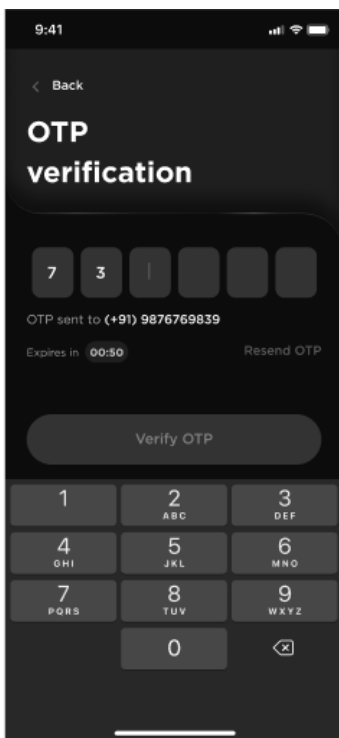 9:41
Back
OTP
verification
7 3
OTP sent to (+91) 9876769839
Expires in 00:50 Resend OTP
Verify OTP
1 2 3
ABC DEF
4 5 6
GHI JKL MNO
7 8 9
PQRS TUV WXYZ
0